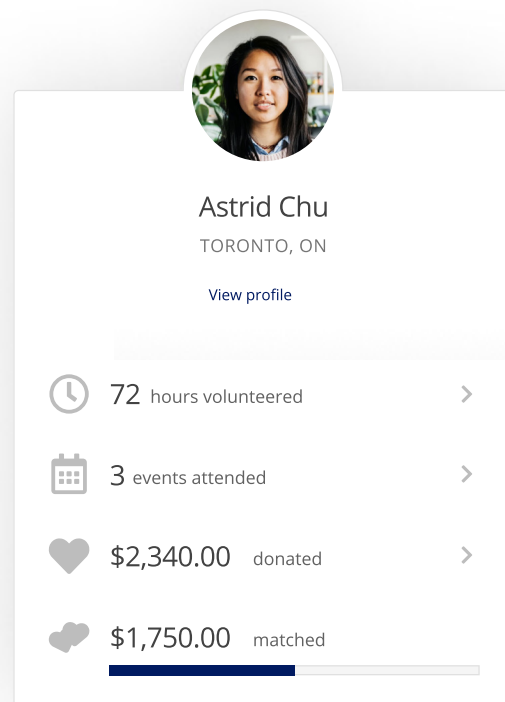 Astrid Chu
TORONTO, ON
View profile
72 hours volunteered
3 events attended
$2,340.00 donated
$1,750.00 matched